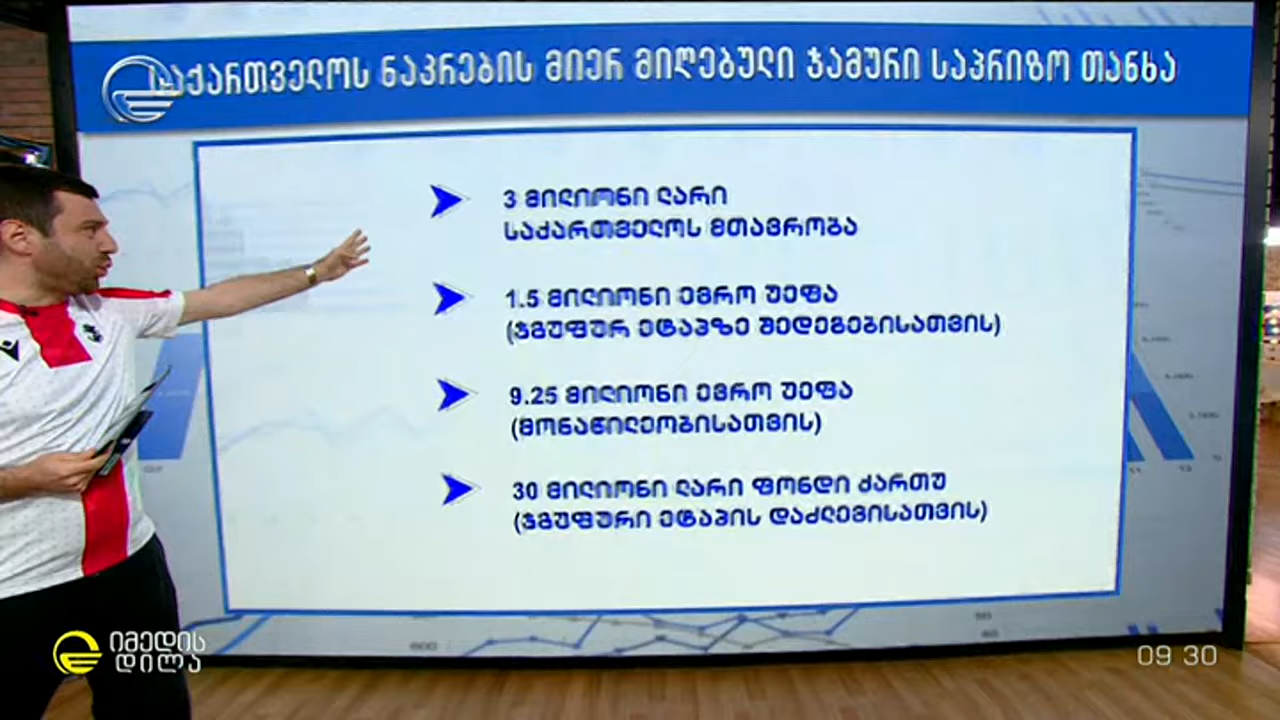 საქართველოს ნაკრების მიერ მიღებული ჯამური საპრიზო თანხა
3 მილიონი ლარი
საქართველოს მთავრობა
1.5 მილიონი ევრო უეფა
(ჯგუფურ ეტაპზე შედეგებისათვის)
9.25 მილიონი ევრო უეფა
(მონაწილეობისათვის)
30 მილიონი ლარი ფონდი ქართუ
(ჯგუფური ეტაპის დაძლევისათვის)
იმედის
დილა
09 30